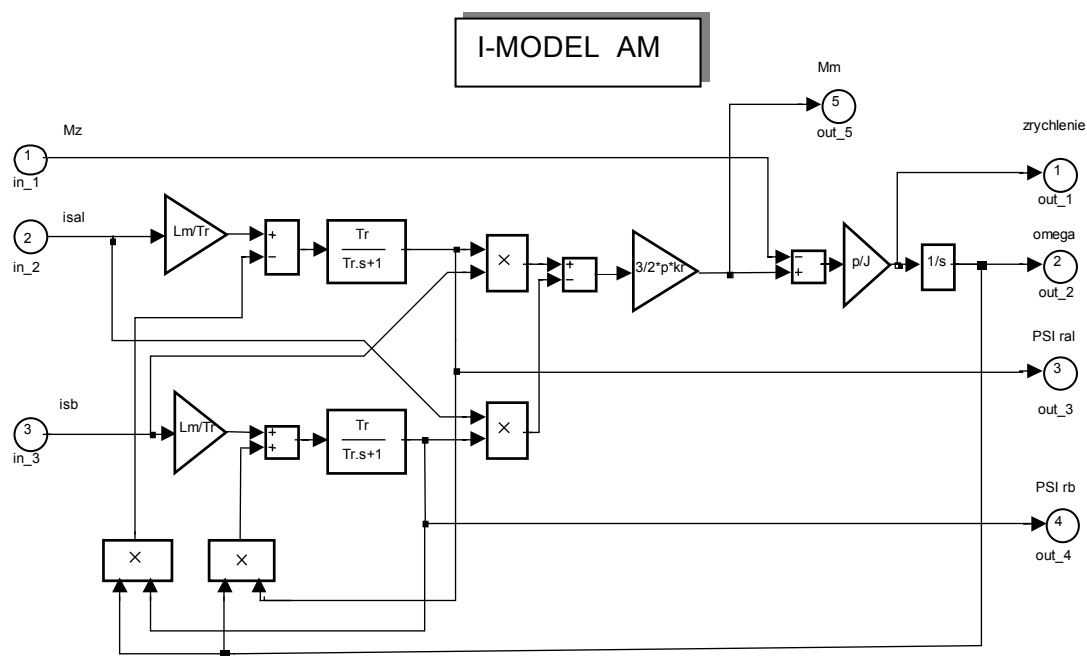 I-MODEL AM
Mm
5
out_5
zrychlenie
1
out_1
Mz
1
in_1
isal
2
in_2
Lm/Tr
+
−
Tr
Tr.s+1
×
+
−
3/2*p*kr
−
+
p/J
1/s
omega
2
out_2
PSI ral
3
out_3
isb
3
in_3
Lm/Tr
+
+
Tr
Tr.s+1
×
PSI rb
4
out_4
×
×